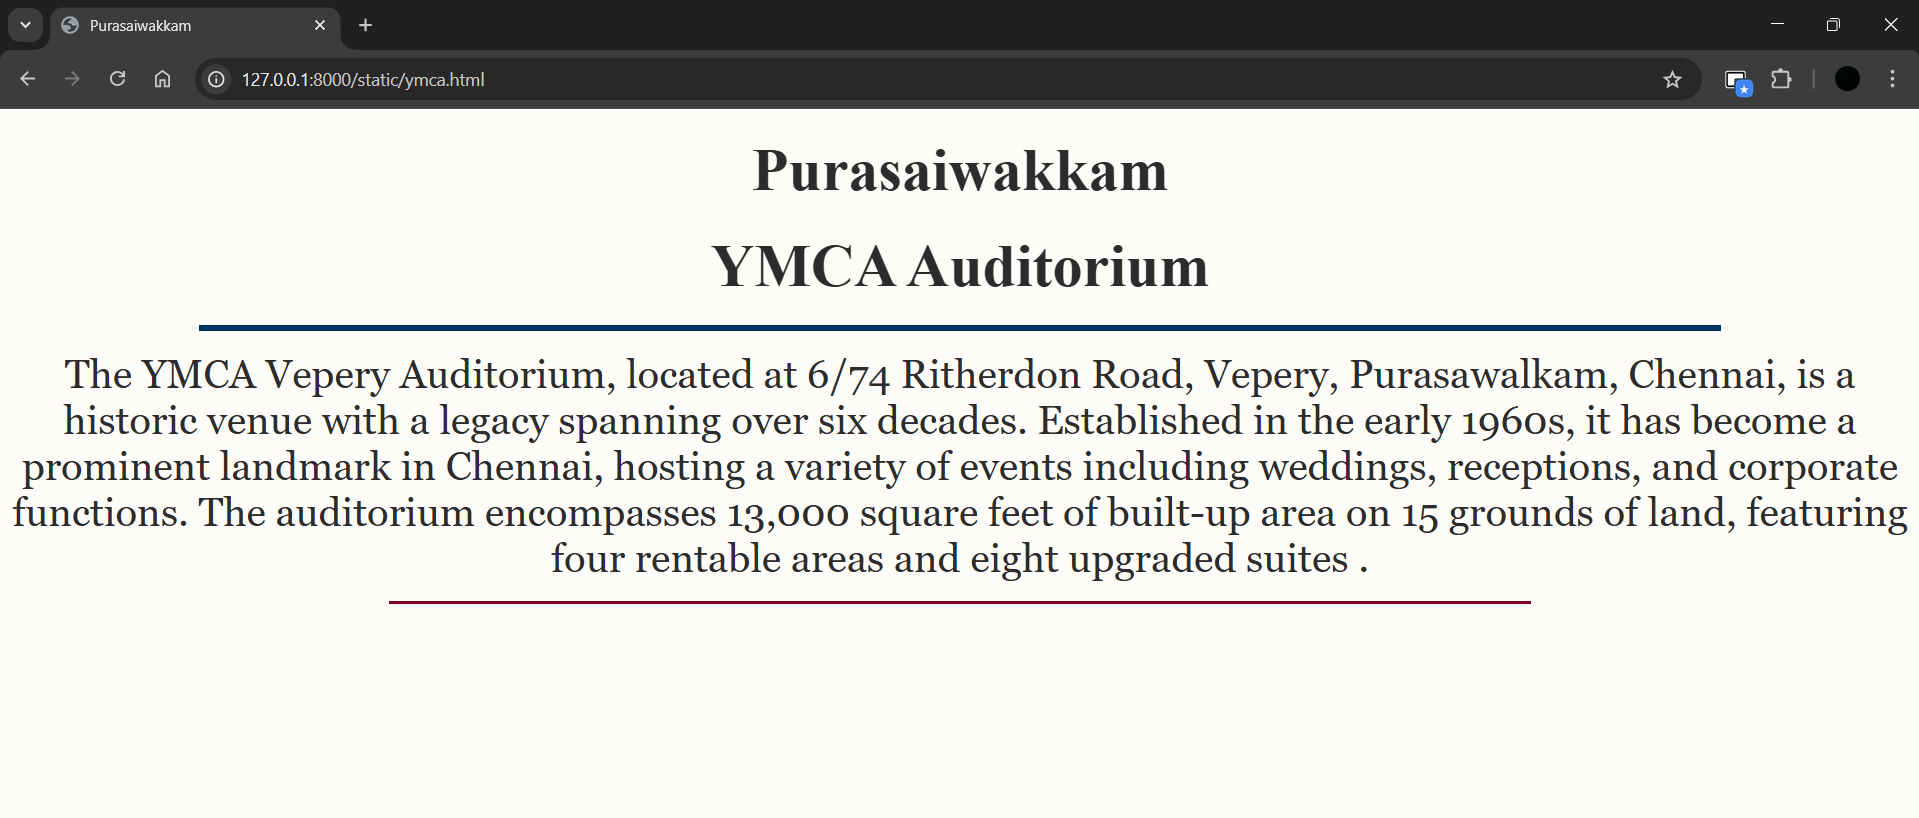 Purasaiwakkam
127.0.0.1:8000/static/ymca.html
Purasaiwakkam
YMCA Auditorium
The YMCA Vepery Auditorium, located at 6/74 Ritherdon Road, Vepery, Purasawalkam, Chennai, is a
historic venue with a legacy spanning over six decades. Established in the early 1960s, it has become a
prominent landmark in Chennai, hosting a variety of events including weddings, receptions, and corporate
functions. The auditorium encompasses 13,000 square feet of built-up area on 15 grounds of land, featuring
four rentable areas and eight upgraded suites .